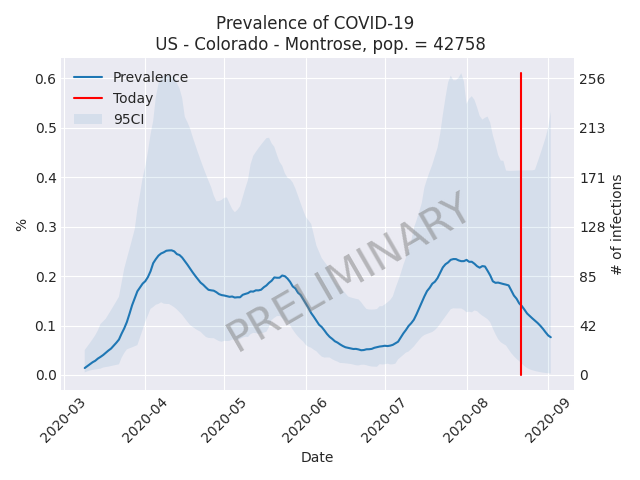 Prevalence of COVID-19
US - Colorado - Montrose, pop. = 42758
Prevalence
Today
95CI
PRELIMINARY
%
0.6
0.5
0.4
0.3
0.2
0.1
0.0
256
213
171
128
85
42
0
# of infections
2020-03
2020-04
2020-05
2020-06
2020-07
2020-08
2020-09
Date